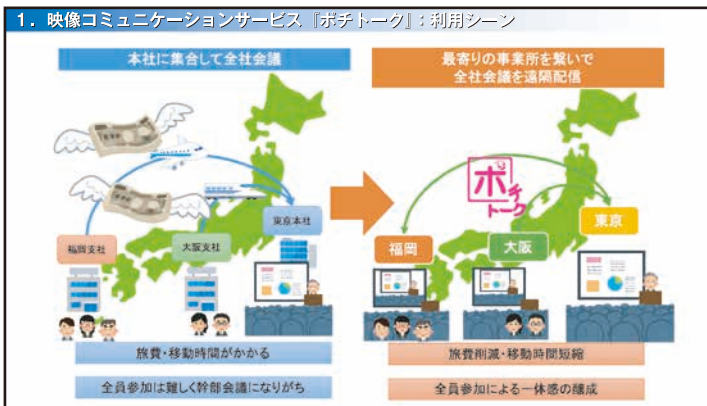 1. 映像コミュニケーションサービス『ポチトーク』：利用シーン
本社に集合して全社会議
東京本社
福岡支社
大阪支社
旅費・移動時間がかかる
全員参加は難しく幹部会議になりがち
最寄りの事業所を繋いで
全社会議を遠隔配信
ポチ
トーク
福岡
大阪
東京
旅費削減・移動時間短縮
全員参加による一体感の醸成